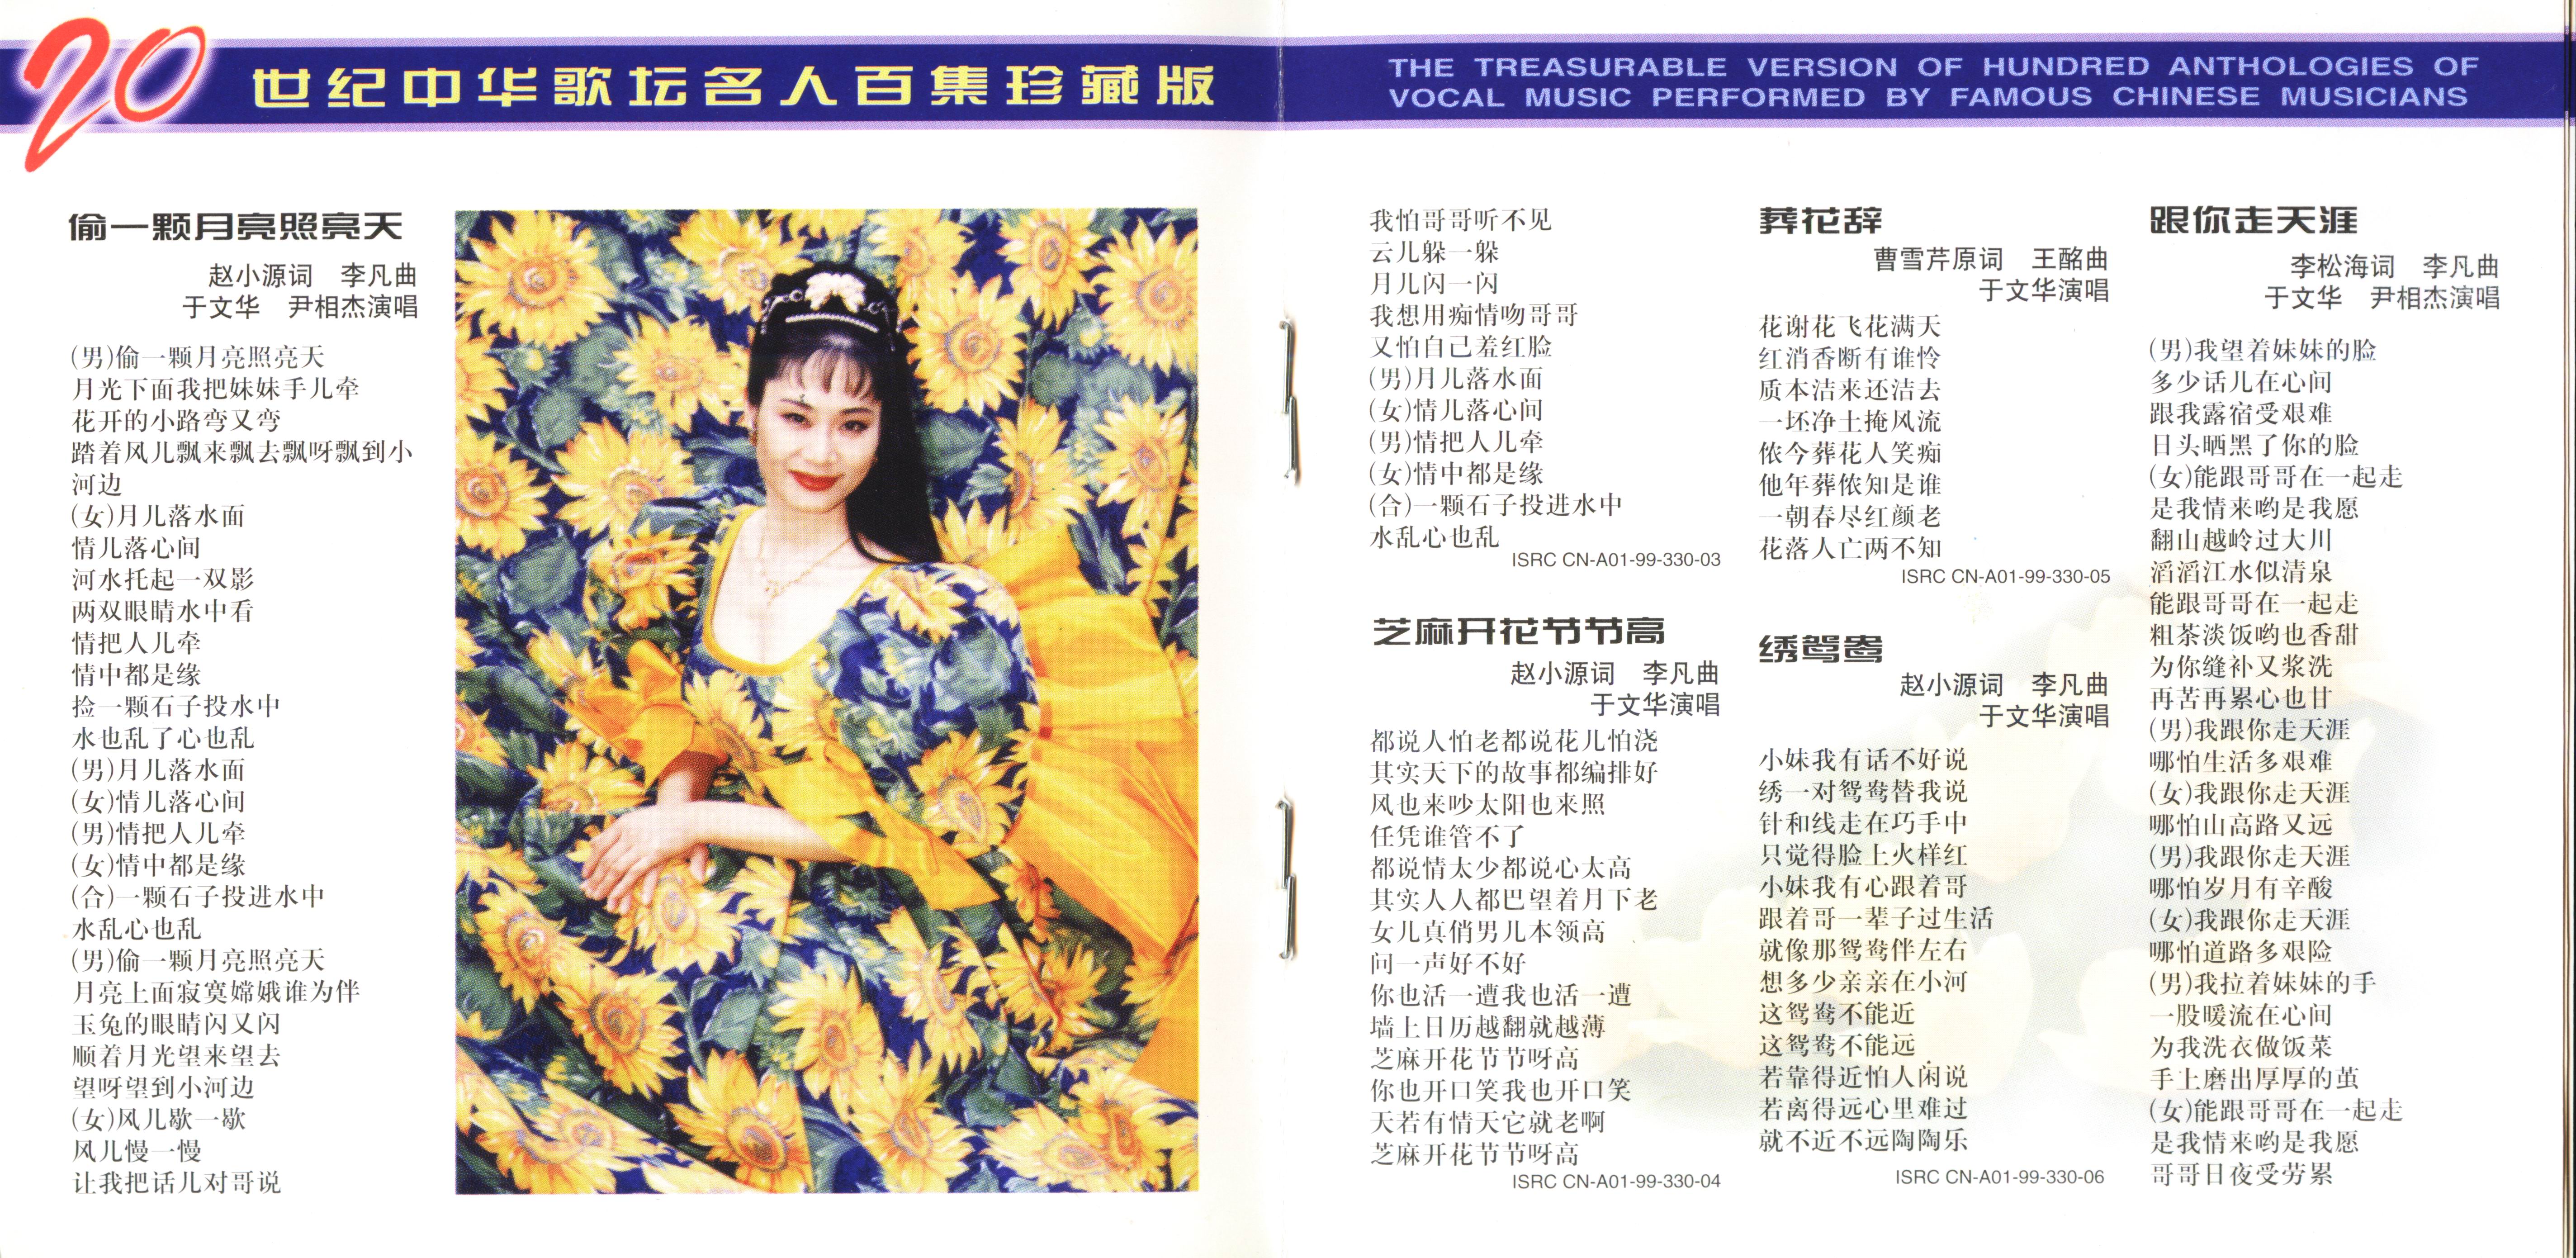 20世纪中华歌坛名人百集珍藏版
THE TREASURABLE VERSION OF HUNDRED ANTHOLOGIES OF
VOCAL MUSIC PERFORMED BY FAMOUS CHINESE MUSICIANS
偷一颗月亮照亮天
赵小源词 李凡曲
于文华 尹相杰演唱
(男)偷一颗月亮照亮天
月光下面我把妹妹手儿牵
花开的小路弯又弯
踏着风儿飘来飘去飘呀飘到小
河边
(女)月儿落水面
情儿落心间
河水托起一双影
两双眼睛水中看
情把人儿牵
情中都是缘
捡一颗石子投水中
水也乱了心也乱
(男)月儿落水面
(女)情儿落心间
(男)情把人儿牵
(女)情中都是缘
(合)一颗石子投进水中
水乱心也乱
(男)偷一颗月亮照亮天
月亮上面寂寞嫦娥谁为伴
玉兔的眼睛闪又闪
顺着月光望来望去
望呀望到小河边
(女)风儿歇一歇
风儿慢一慢
让我把话儿对哥说
我怕哥哥听不见
云儿躲一躲
月儿闪一闪
我想用痴情吻哥哥
又怕自己羞红脸
(男)月儿落水面
(女)情儿落心间
(男)情把人儿牵
(女)情中都是缘
(合)一颗石子投进水中
水乱心也乱
ISRC CN-A01-99-330-03
芝麻开花节节高
赵小源词 李凡曲
于文华演唱
都说人怕老都说花儿怕浇
其实天下的故事都编排好
风也来吵太阳也来照
任凭谁管不了
都说情太少都说心太高
其实人人都巴望着月下老
女儿真俏男儿本领高
问一声好不好
你也活一遭我也活一遭
墙上日历越翻就越薄
芝麻开花节节呀高
你也开口笑我也开口笑
天若有情天它就老啊
芝麻开花节节呀高
ISRC CN-A01-99-330-04
葬花辞
曹雪芹原词 王酩曲
于文华演唱
花谢花飞花满天
红消香断有谁怜
质本洁来还洁去
一坯净土掩风流
侬今葬花人笑痴
他年葬侬知是谁
一朝春尽红颜老
花落人亡两不知
ISRC CN-A01-99-330-05
绣鸳鸯
赵小源词 李凡曲
于文华演唱
小妹我有话不好说
绣一对鸳鸯替我说
针和线走在巧手中
只觉得脸上火样红
小妹我有心跟着哥
跟着哥一辈子过生活
就像那鸳鸯伴左右
想多少亲亲在小河
这鸳鸯不能近
这鸳鸯不能远
若靠得近怕人闲说
若离得远心里难过
就不近不远陶陶乐
ISRC CN-A01-99-330-06
跟你走天涯
李松海词 李凡曲
于文华 尹相杰演唱
(男)我望着妹妹的脸
多少话儿在心间
跟我露宿受艰难
日头晒黑了你的脸
(女)能跟哥哥在一起走
是我情来哟是我愿
翻山越岭过大川
滔滔江水似清泉
能跟哥哥在一起走
粗茶淡饭哟也香甜
为你缝补又浆洗
再苦再累心也甘
(男)我跟你走天涯
哪怕生活多艰难
(女)我跟你走天涯
哪怕山高路又远
(男)我跟你走天涯
哪怕岁月有辛酸
(女)我跟你走天涯
哪怕道路多艰险
(男)我拉着妹妹的手
一股暖流在心间
为我洗衣做饭菜
手上磨出厚厚的茧
(女)能跟哥哥在一起走
是我情来哟是我愿
哥哥日夜受劳累